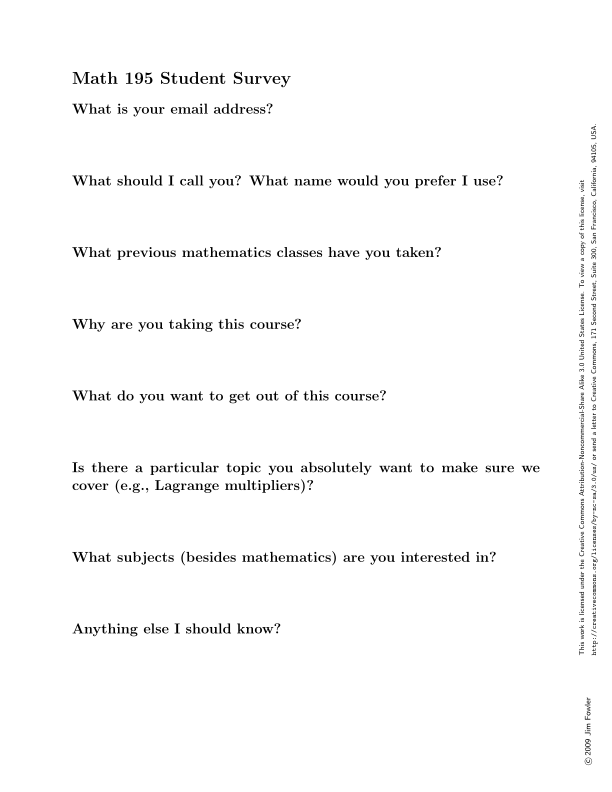 Math 195 Student Survey
What is your email address?
What should I call you? What name would you prefer I use?
What previous mathematics classes have you taken?
Why are you taking this course?
What do you want to get out of this course?
Is there a particular topic you absolutely want to make sure we
cover (e.g., Lagrange multipliers)?
What subjects (besides mathematics) are you interested in?
Anything else I should know?
This work is licensed under the Creative Commons Attribution-Noncommercial-Share Alike 3.0 United States License. To view a copy of this license, visit
http://creativecommons.org/licenses/by-nc-sa/3.0/us/ or send a letter to Creative Commons, 171 Second Street, Suite 300, San Francisco, California, 94105, USA.
© 2009 Jim Fowler